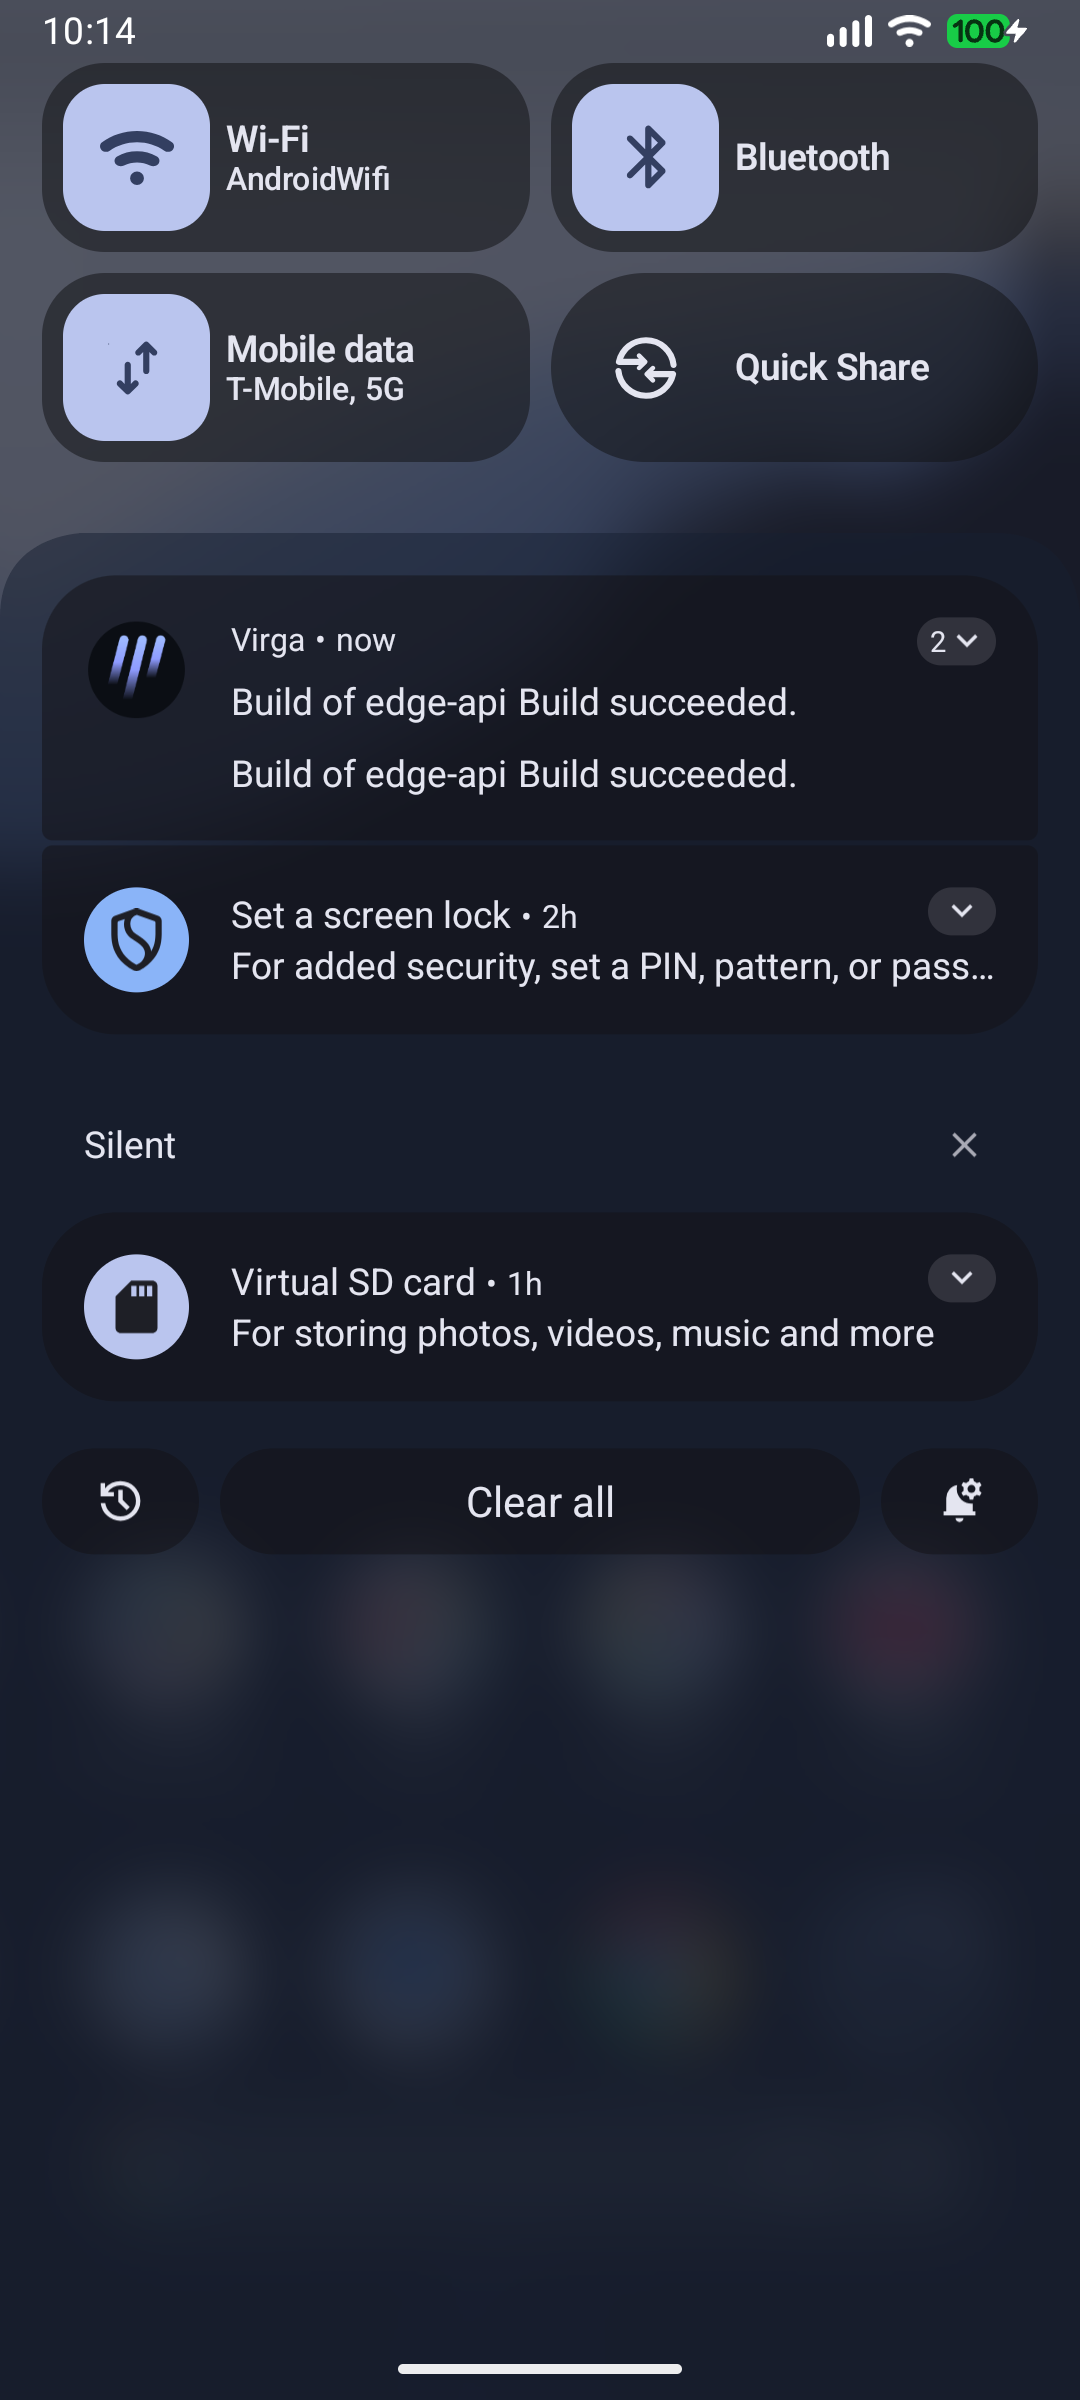 10:14
100
Wi-Fi
AndroidWifi
Bluetooth
Mobile data
T-Mobile, 5G
Quick Share
Virga • now
2
Build of edge-api Build succeeded.
Build of edge-api Build succeeded.
Set a screen lock • 2h
For added security, set a PIN, pattern, or pass…
Silent
Virtual SD card • 1h
For storing photos, videos, music and more
Clear all